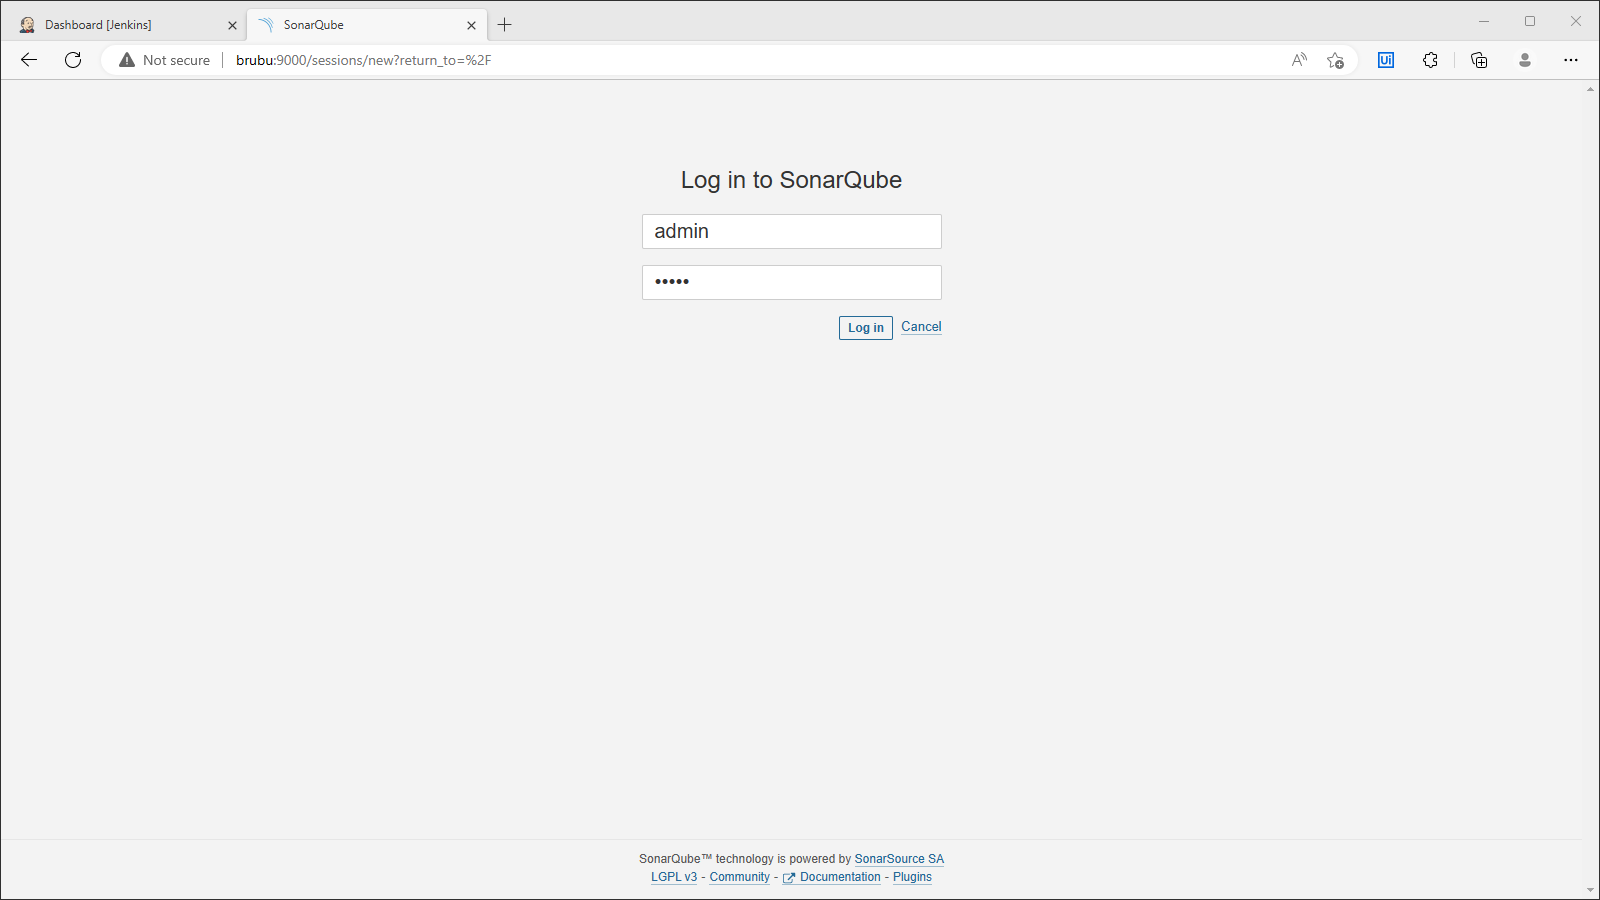 Dashboard [Jenkins]
SonarQube
Not secure
brubu:9000/sessions/new?return_to=%2F
Log in to SonarQube
admin
•••••
Log in Cancel
SonarQube™ technology is powered by SonarSource SA
LGPL v3 - Community - Documentation - Plugins